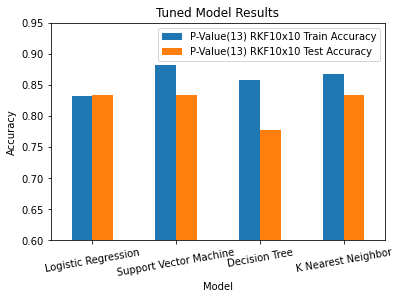 Tuned Model Results
P-Value(13) RKF10x10 Train Accuracy
P-Value(13) RKF10x10 Test Accuracy
Accuracy
0.95
0.90
0.85
0.80
0.75
0.70
0.65
0.60
Logistic Regression
Support Vector Machine
Decision Tree
K Nearest Neighbor
Model